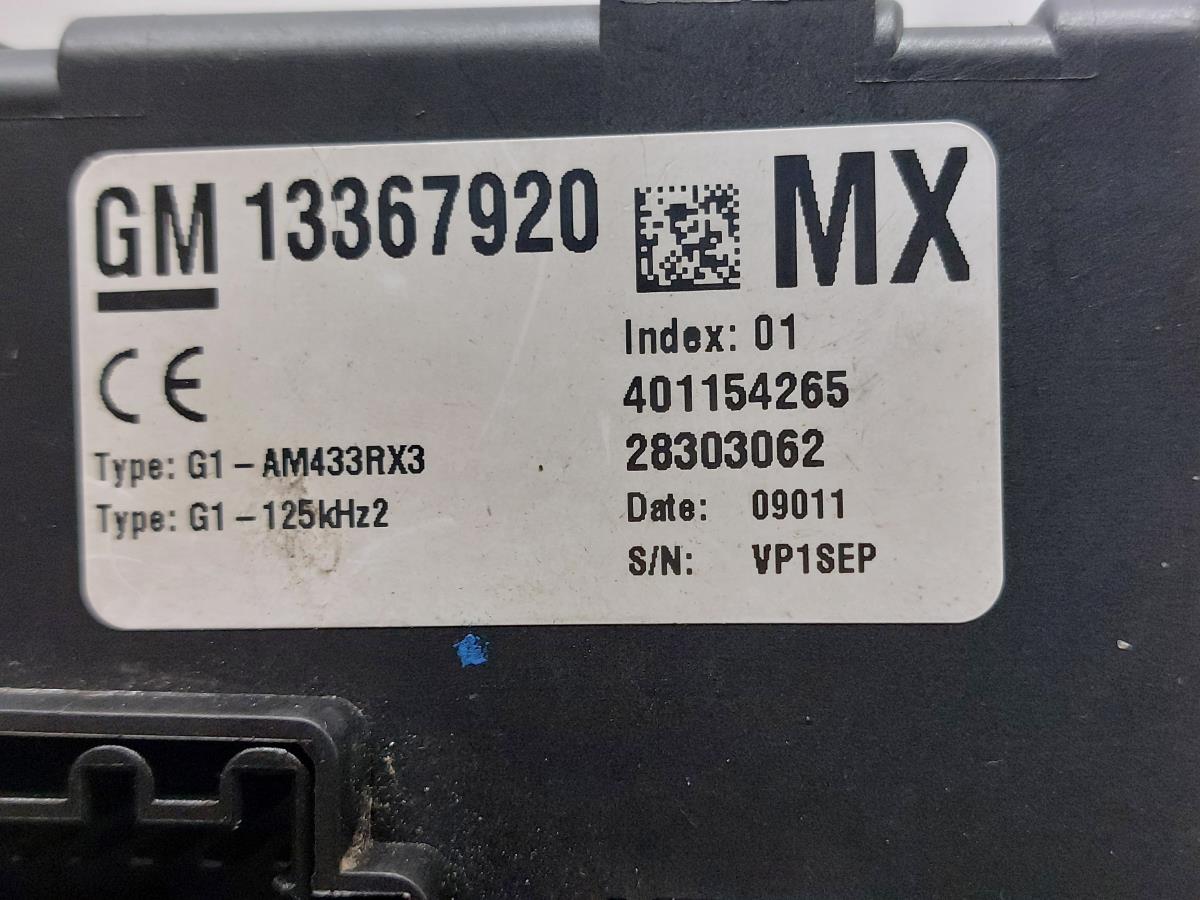 GM 13367920 MX
CE
Type: G1-AM433RX3
Type: G1-125kHz2
Index: 01
401154265
28303062
Date: 09011
S/N: VP1SEP